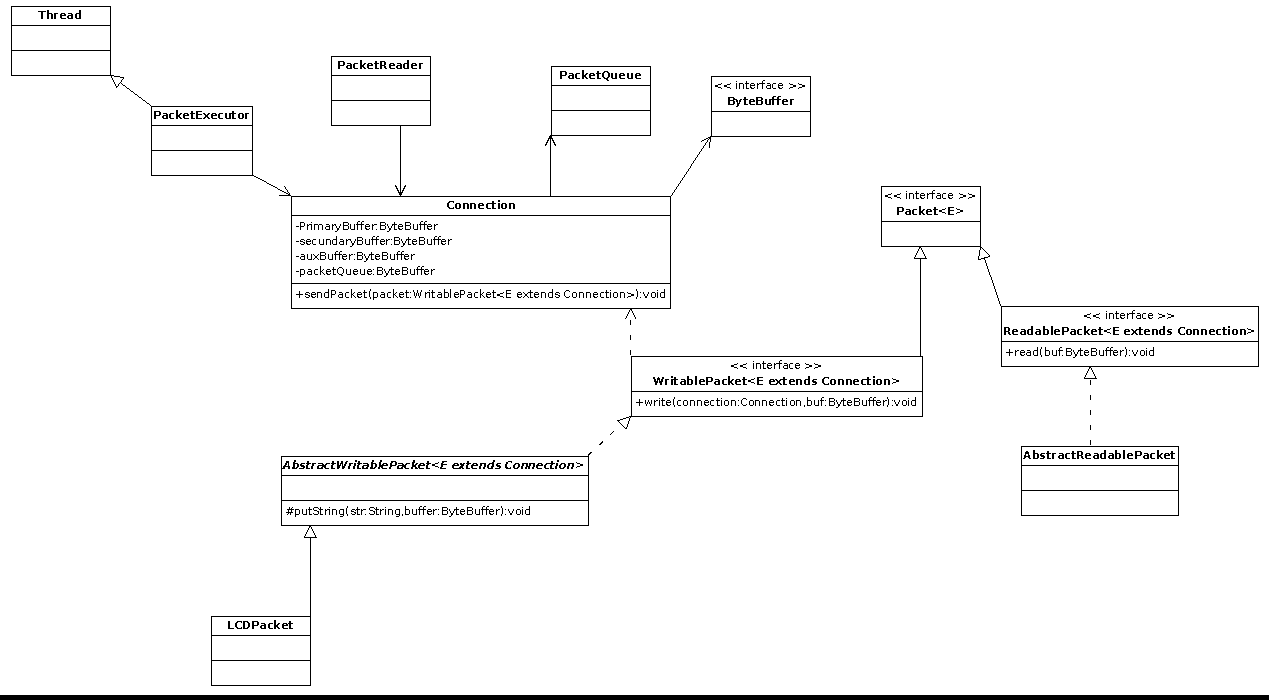 Thread
PacketExecutor
PacketReader
PacketQueue
<< interface >>
ByteBuffer
Connection
-PrimaryBuffer:ByteBuffer
-secundaryBuffer:ByteBuffer
-auxBuffer:ByteBuffer
-packetQueue:ByteBuffer
+sendPacket(packet:WritablePacket<E extends Connection>):void
<< interface >>
Packet<E>
<< interface >>
ReadablePacket<E extends Connection>
+read(buf:ByteBuffer):void
<< interface >>
WritablePacket<E extends Connection>
+write(connection:Connection,buf:ByteBuffer):void
AbstractWritablePacket<E extends Connection>
#putString(str:String,buffer:ByteBuffer):void
AbstractReadablePacket
LCDPacket